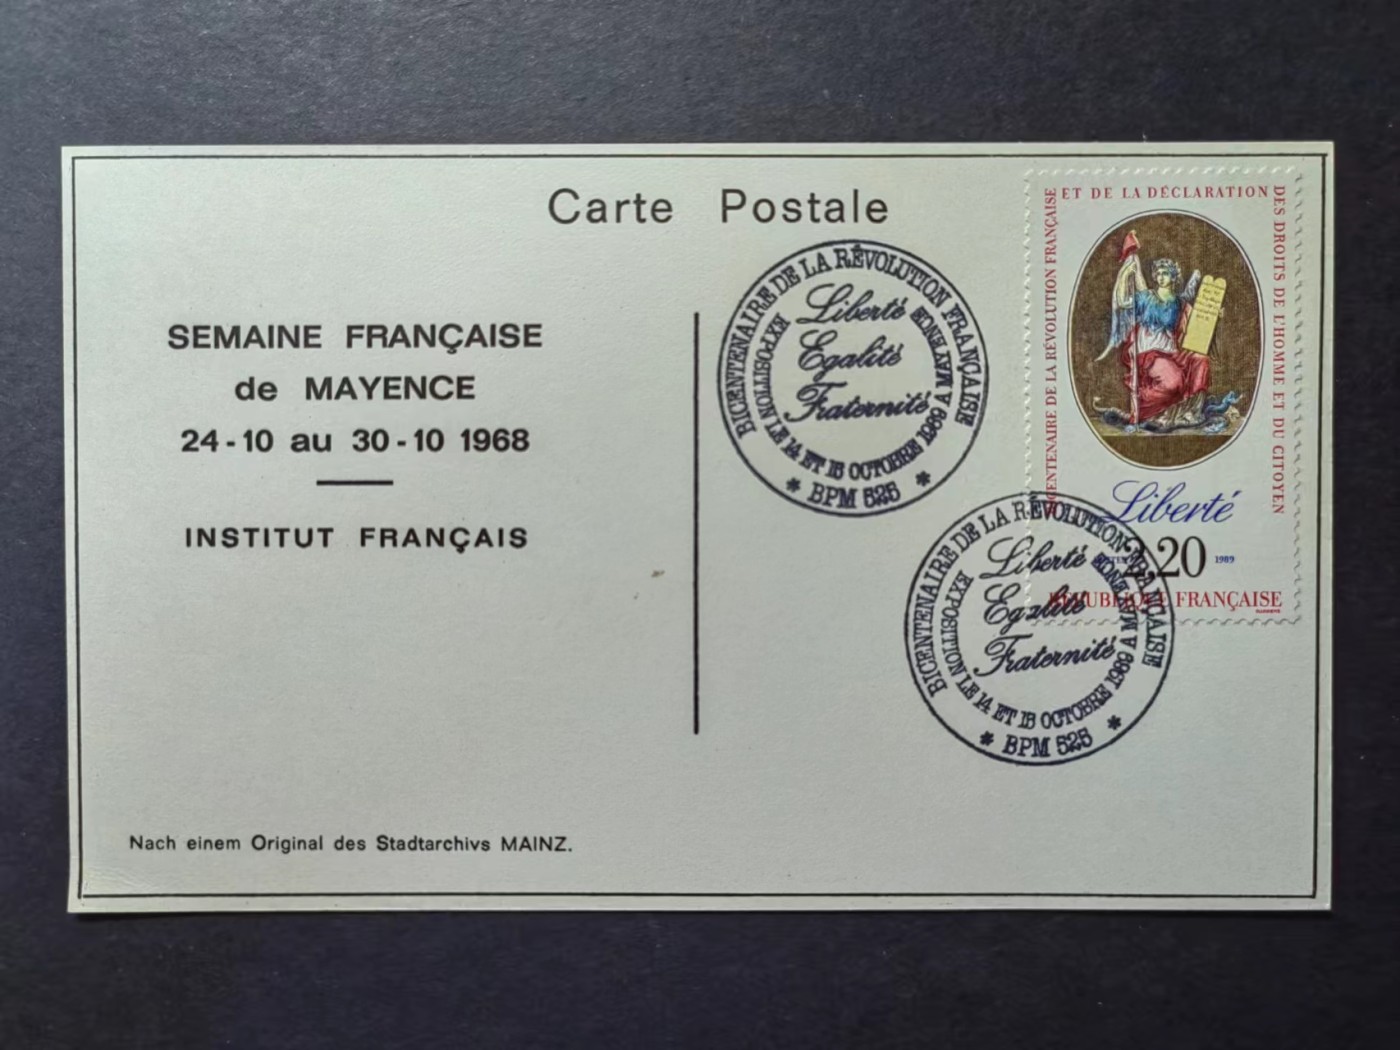 Carte Postale
SEMAINE FRANÇAISE
de MAYENCE
24-10 au 30-10 1968
INSTITUT FRANÇAIS
Nach einem Original des Stadtarchivs MAINZ.
BICENTENAIRE DE LA RÉVOLUTION FRANÇAISE
EXPOSITION LE 14 ET 15 OCTOBRE 1989 A MAYENCE
Liberté
Egalité
Fraternité
* BPM 525 *
BICENTENAIRE DE LA RÉVOLUTION FRANÇAISE
ET DE LA DÉCLARATION
DES DROITS DE L'HOMME ET DU CITOYEN
Liberté
2,20 1989
RÉPUBLIQUE FRANÇAISE
BICENTENAIRE DE LA RÉVOLUTION FRANÇAISE
EXPOSITION LE 14 ET 15 OCTOBRE 1989 A MAYENCE
Liberté
Egalité
Fraternité
* BPM 525 *